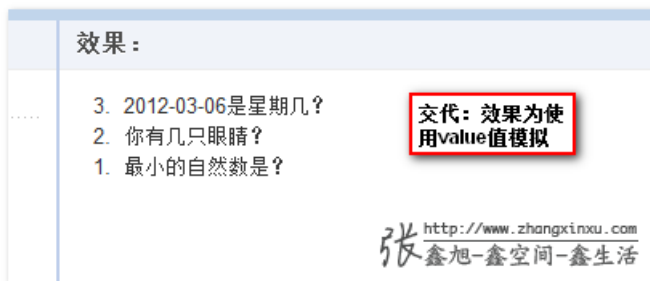 效果：
3. 2012-03-06是星期几？
2. 你有几只眼睛？
1. 最小的自然数是？
交代：效果为使
用value值模拟
张
http://www.zhangxinxu.com
鑫旭-鑫空间-鑫生活